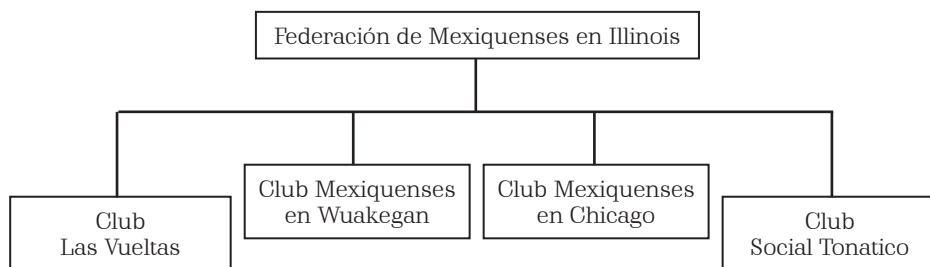 Federación de Mexiquenses en Illinois
Club
Las Vueltas
Club Mexiquenses
en Wuakegan
Club Mexiquenses
en Chicago
Club
Social Tonatico